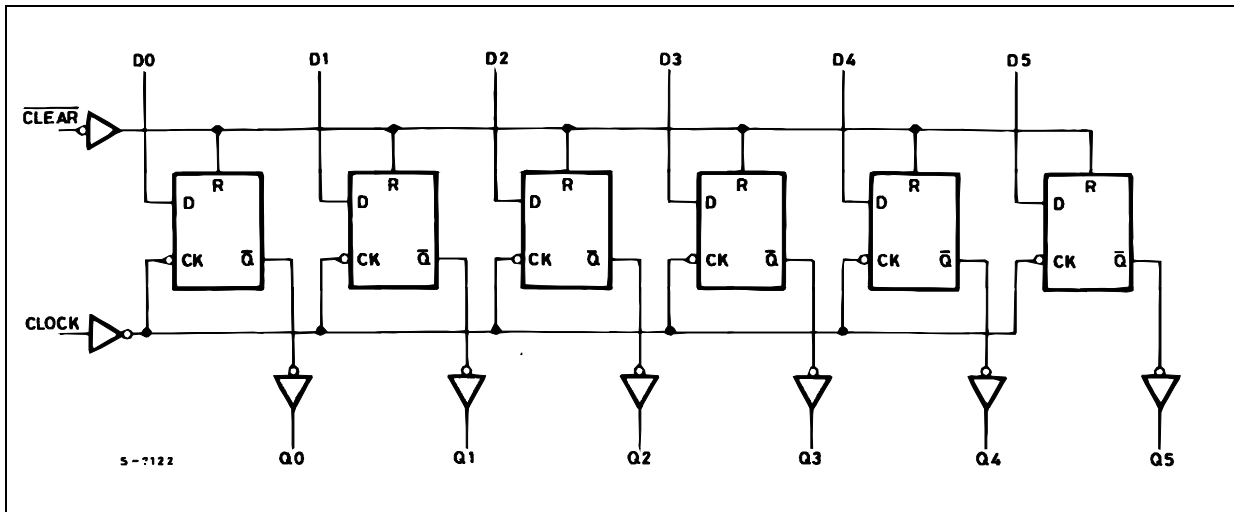 D0 D1 D2 D3 D4 D5
CLEAR
R R R R R R
D D D D D D
CK Q̅ CK Q̅ CK Q̅ CK Q̅ CK Q̅ CK Q̅
CLOCK
Q0 Q1 Q2 Q3 Q4 Q5